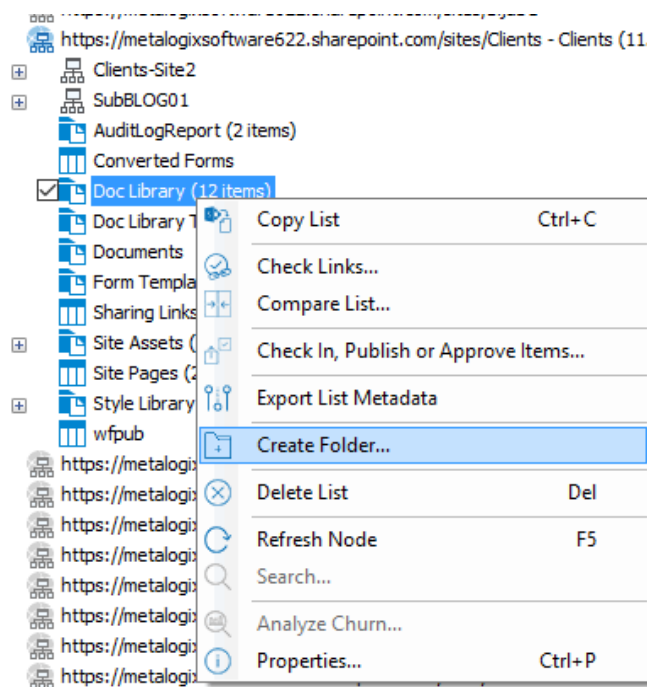 https://metalogixsoftware622.sharepoint.com/sites/Clients - Clients (11
Clients-Site2
SubBLOG01
AuditLogReport (2 items)
Converted Forms
Doc Library (12 items)
Doc Library
Copy List Ctrl+C
Documents
Check Links...
Form Templa
Compare List...
Sharing Links
Site Assets (
Check In, Publish or Approve Items...
Site Pages (2
Export List Metadata
Style Library
wfpub
Create Folder...
https://metalogix
https://metalogix
Delete List Del
https://metalogix
Refresh Node F5
https://metalogix
Search...
https://metalogix
https://metalogix
Analyze Churn...
https://metalogix
Properties... Ctrl+P
https://metalogix